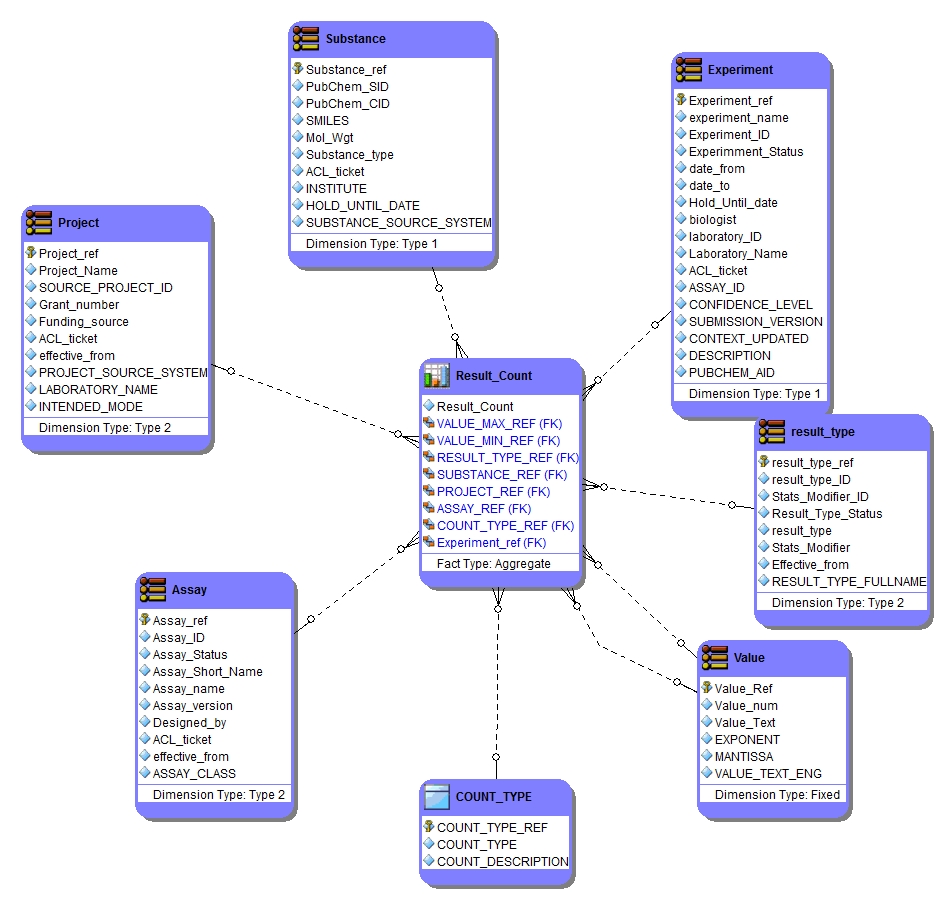 Substance
Substance_ref
PubChem_SID
PubChem_CID
SMILES
Mol_Wgt
Substance_type
ACL_ticket
INSTITUTE
HOLD_UNTIL_DATE
SUBSTANCE_SOURCE_SYSTEM
Dimension Type: Type 1
Experiment
Experiment_ref
experiment_name
Experiment_ID
Experimment_Status
date_from
date_to
Hold_Until_date
biologist
laboratory_ID
Laboratory_Name
ACL_ticket
ASSAY_ID
CONFIDENCE_LEVEL
SUBMISSION_VERSION
CONTEXT_UPDATED
DESCRIPTION
PUBCHEM_AID
Dimension Type: Type 1
Project
Project_ref
Project_Name
SOURCE_PROJECT_ID
Grant_number
Funding_source
ACL_ticket
effective_from
PROJECT_SOURCE_SYSTEM
LABORATORY_NAME
INTENDED_MODE
Dimension Type: Type 2
Result_Count
Result_Count
VALUE_MAX_REF (FK)
VALUE_MIN_REF (FK)
RESULT_TYPE_REF (FK)
SUBSTANCE_REF (FK)
PROJECT_REF (FK)
ASSAY_REF (FK)
COUNT_TYPE_REF (FK)
Experiment_ref (FK)
Fact Type: Aggregate
result_type
result_type_ref
result_type_ID
Stats_Modifier_ID
Result_Type_Status
result_type
Stats_Modifier
Effective_from
RESULT_TYPE_FULLNAME
Dimension Type: Type 2
Assay
Assay_ref
Assay_ID
Assay_Status
Assay_Short_Name
Assay_name
Assay_version
Designed_by
ACL_ticket
effective_from
ASSAY_CLASS
Dimension Type: Type 2
Value
Value_Ref
Value_num
Value_Text
EXPONENT
MANTISSA
VALUE_TEXT_ENG
Dimension Type: Fixed
COUNT_TYPE
COUNT_TYPE_REF
COUNT_TYPE
COUNT_DESCRIPTION